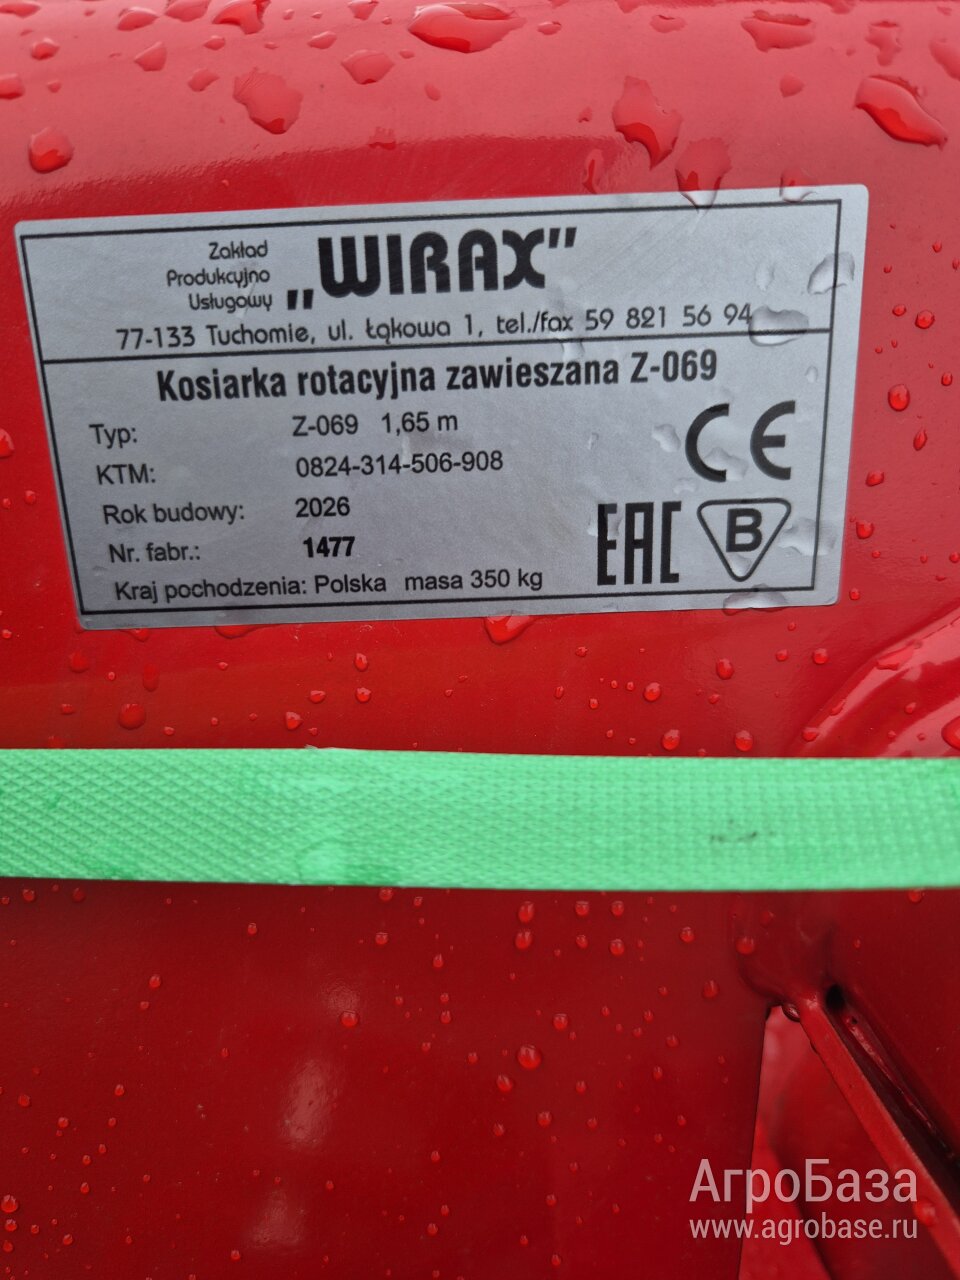 Zakład
Produkcyjno
Usługowy
„WIRAX”
77-133 Tuchomie, ul. Łąkowa 1, tel./fax 59 821 56 94
Kosiarka rotacyjna zawieszana Z-069
Typ: Z-069 1,65 m
KTM: 0824-314-506-908
Rok budowy: 2026
Nr. fabr.: 1477
Kraj pochodzenia: Polska masa 350 kg
CE
EAC B
АгроБаза
www.agrobase.ru